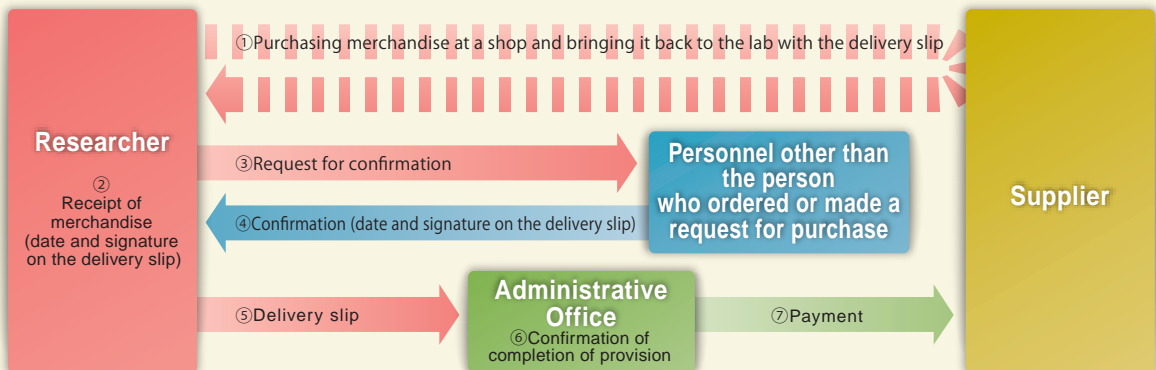 ①Purchasing merchandise at a shop and bringing it back to the lab with the delivery slip
Researcher
②
Receipt of
merchandise
(date and signature
on the delivery slip)
③Request for confirmation
Personnel other than
the person
who ordered or made a
request for purchase
④Confirmation (date and signature on the delivery slip)
Supplier
⑤Delivery slip
Administrative
Office
⑥Confirmation of
completion of provision
⑦Payment